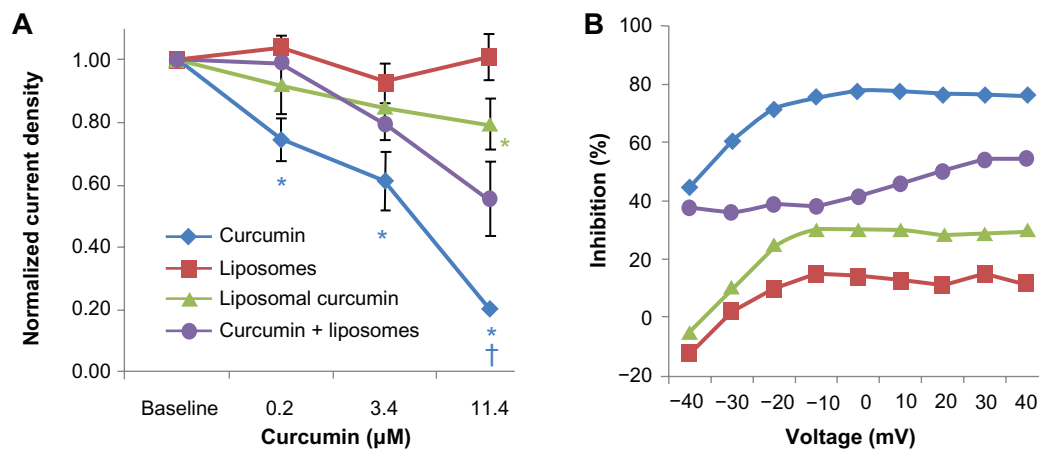 A
Normalized current density
1.00
0.80
0.60
0.40
0.20
0.00
Curcumin
Liposomes
Liposomal curcumin
Curcumin + liposomes
*
*
*
*
†
Baseline 0.2 3.4 11.4
Curcumin (µM)
B
Inhibition (%)
100
80
60
40
20
0
−20
−40 −30 −20 −10 0 10 20 30 40
Voltage (mV)